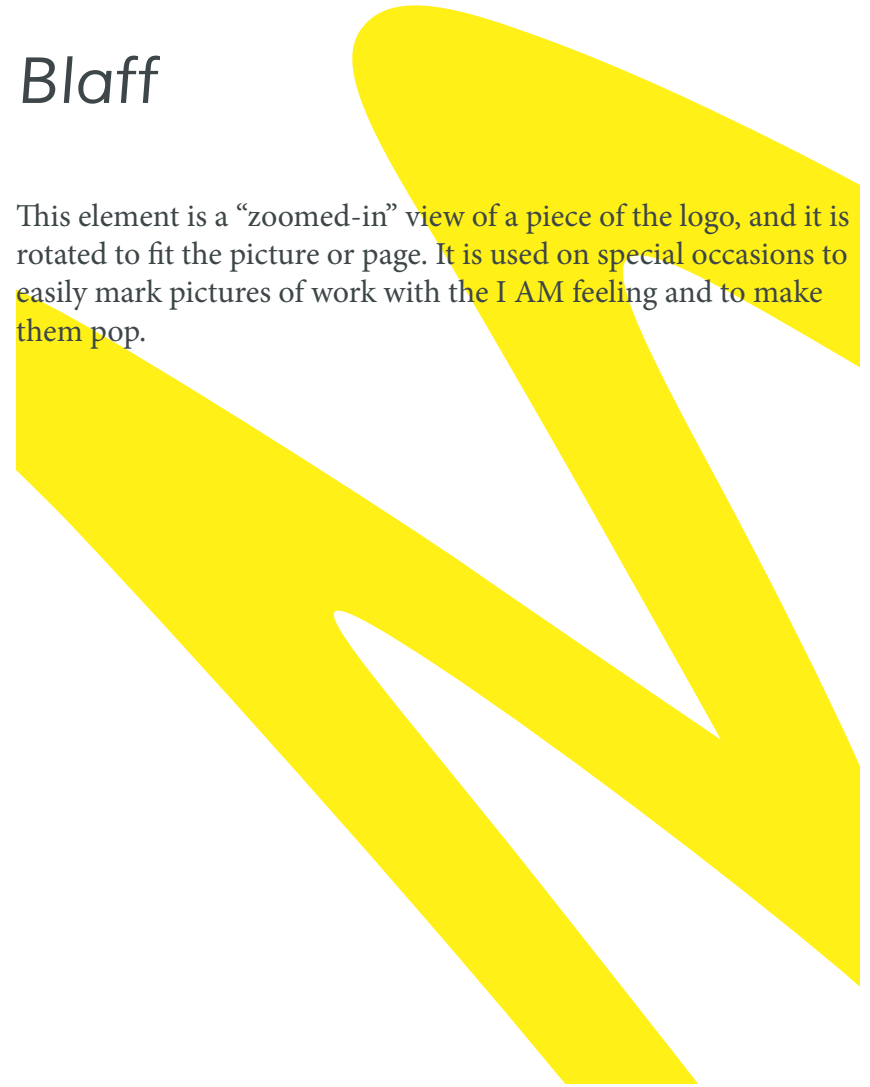 Blaff
This element is a “zoomed-in” view of a piece of the logo, and it is
rotated to fit the picture or page. It is used on special occasions to
easily mark pictures of work with the I AM feeling and to make
them pop.